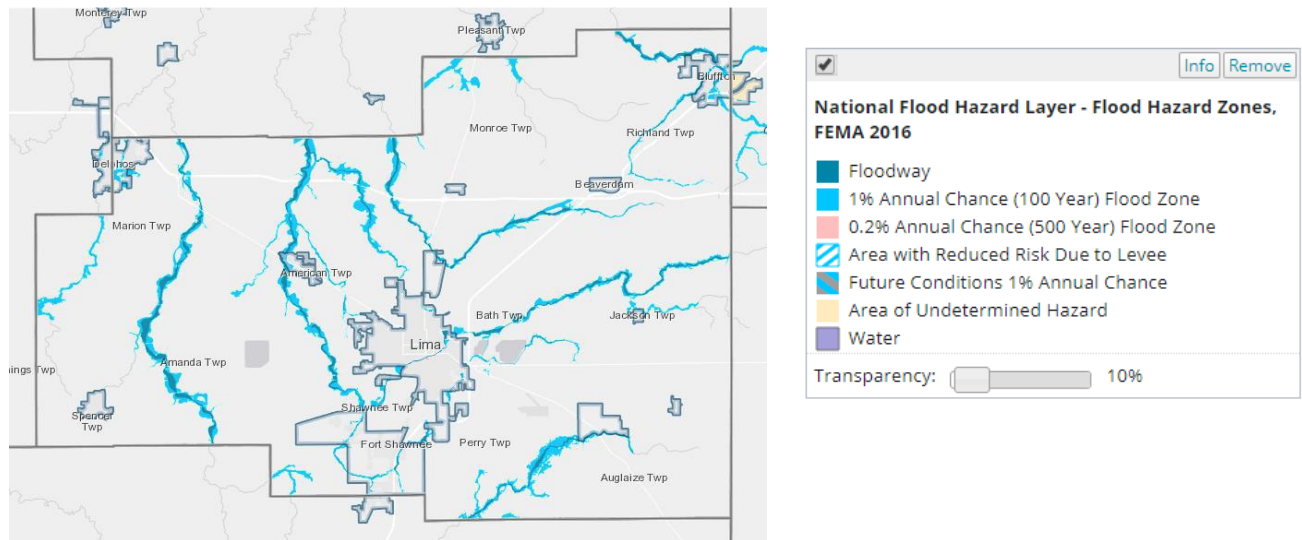 Monterey Twp
Pleasant Twp
Bluffton
Monroe Twp
Richland Twp
Delphos
Beaverdam
Marion Twp
American Twp
Bath Twp
Jackson Twp
Lima
Amanda Twp
ings Twp
Shawnee Twp
Spencer
Twp
Fort Shawnee
Perry Twp
Auglaize Twp
Info
Remove
National Flood Hazard Layer - Flood Hazard Zones,
FEMA 2016
Floodway
1% Annual Chance (100 Year) Flood Zone
0.2% Annual Chance (500 Year) Flood Zone
Area with Reduced Risk Due to Levee
Future Conditions 1% Annual Chance
Area of Undetermined Hazard
Water
Transparency:
10%